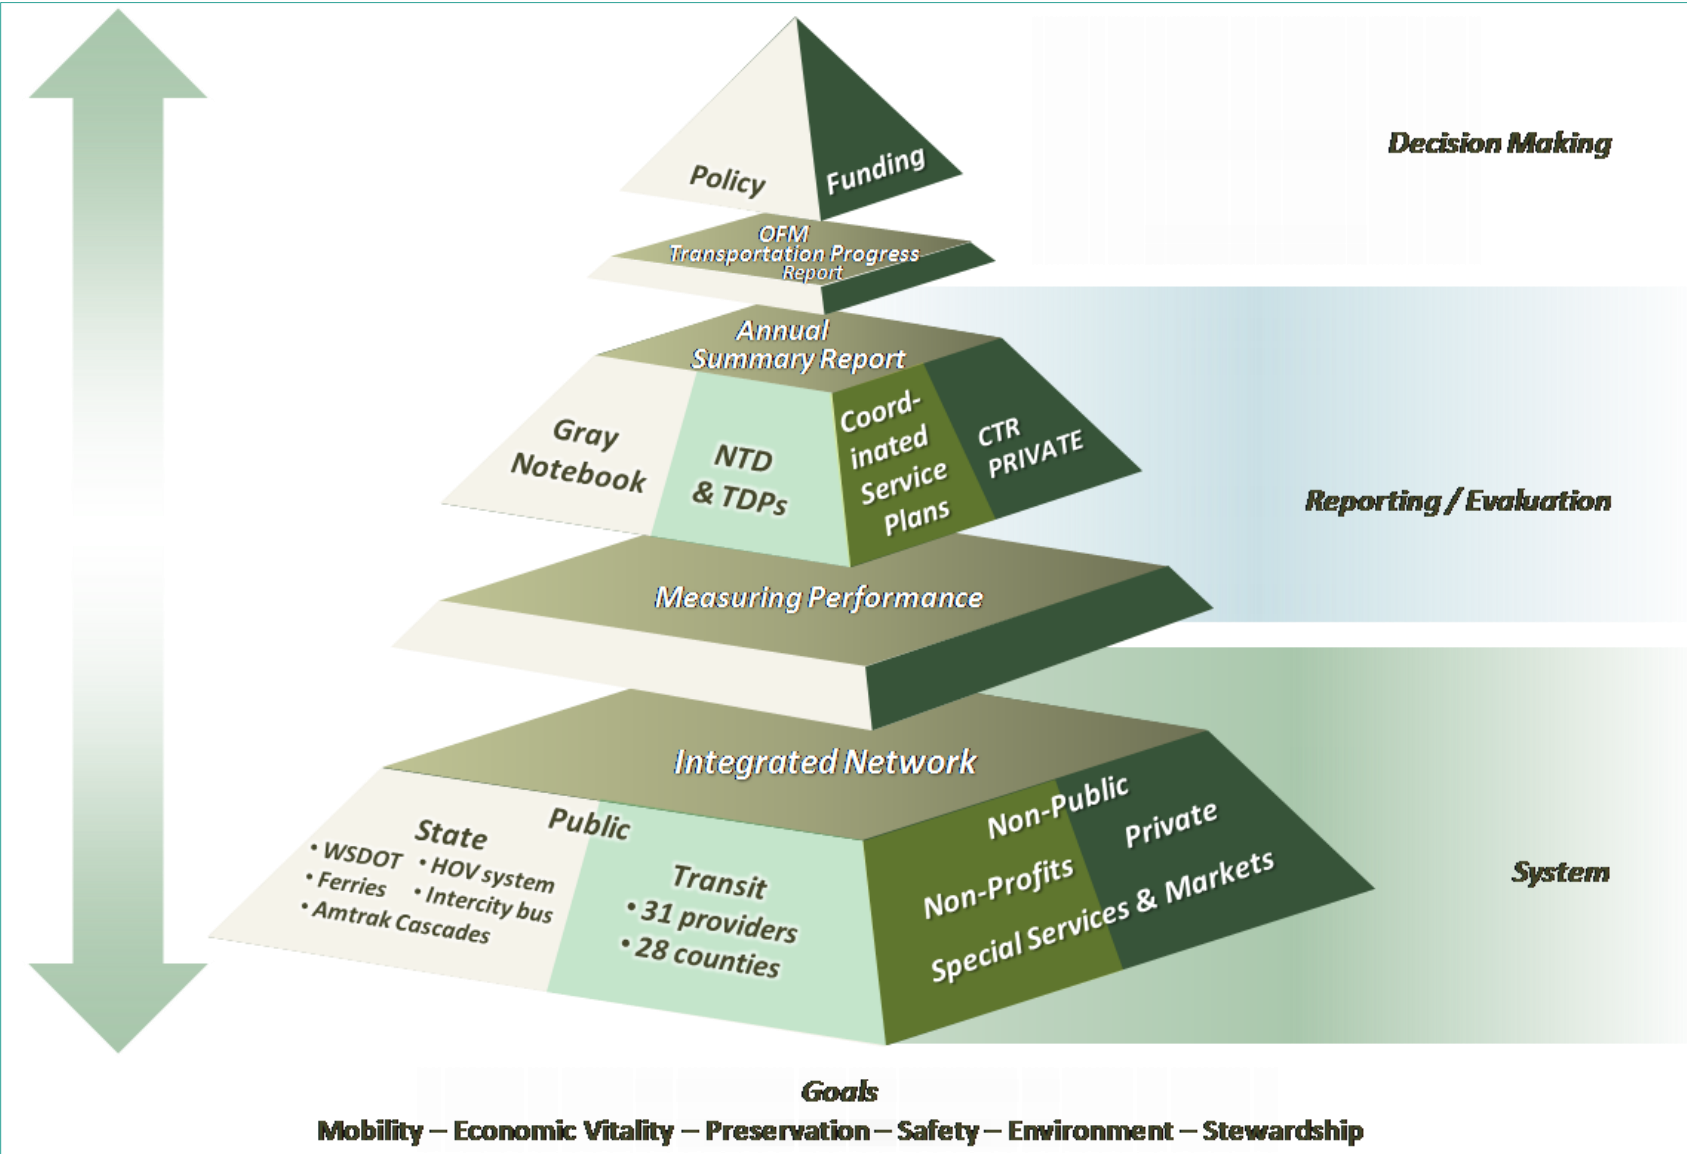 Decision Making
Policy
Funding
OFM
Transportation Progress
Report
Annual
Summary Report
Gray
Notebook
NTD
& TDPs
Coord-
inated
Service
Plans
CTR
PRIVATE
Reporting / Evaluation
Measuring Performance
Integrated Network
Public
State
• WSDOT
• HOV system
• Ferries
• Intercity bus
• Amtrak Cascades
Transit
• 31 providers
• 28 counties
Non-Public
Private
Non-Profits
Special Services & Markets
System
Goals
Mobility – Economic Vitality – Preservation – Safety – Environment – Stewardship